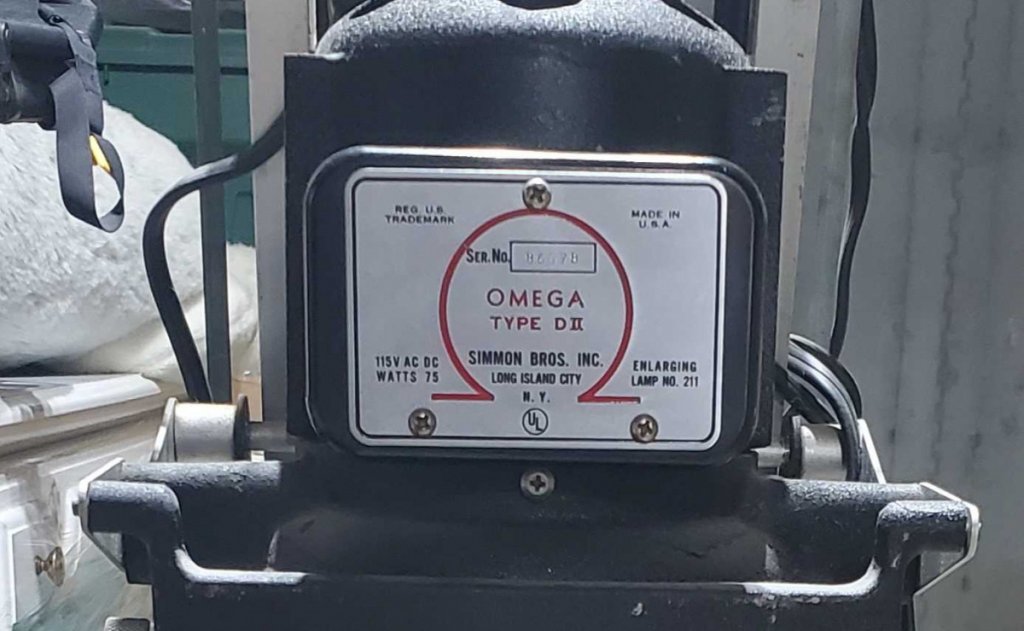 REG. U.S.
TRADEMARK
MADE IN
U.S.A.
SER. NO.
OMEGA
TYPE DII
115V AC DC
WATTS 75
SIMMON BROS. INC.
LONG ISLAND CITY
N. Y.
ENLARGING
LAMP NO. 211
UL